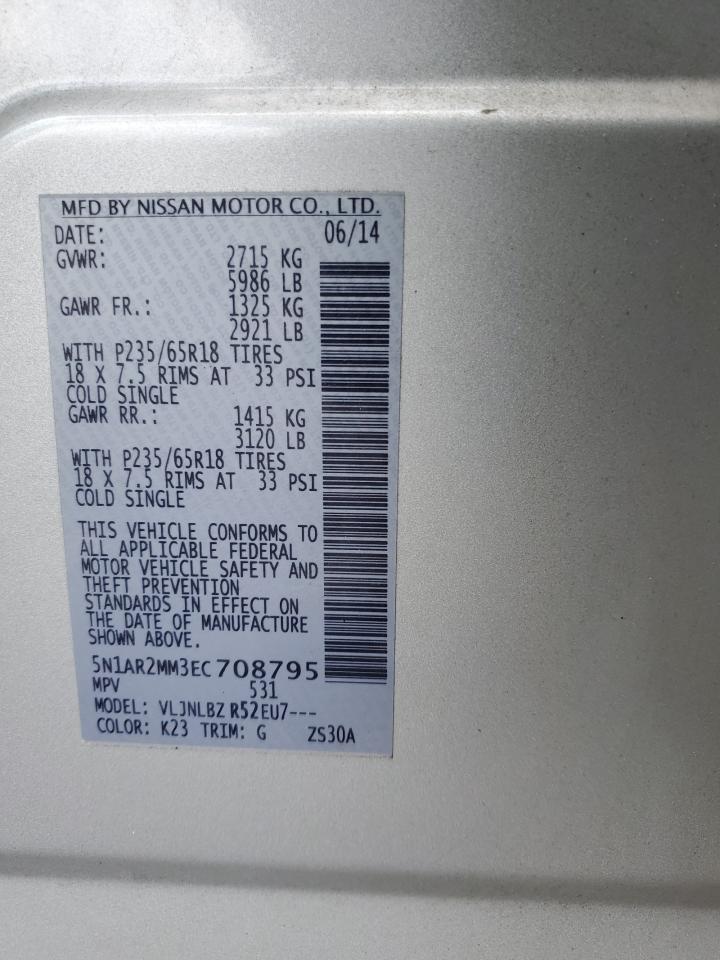 MFD BY NISSAN MOTOR CO., LTD.
DATE: 06/14
GVWR: 2715 KG
5986 LB
GAWR FR.: 1325 KG
2921 LB
WITH P235/65R18 TIRES
18 X 7.5 RIMS AT 33 PSI
COLD SINGLE
GAWR RR.: 1415 KG
3120 LB
WITH P235/65R18 TIRES
18 X 7.5 RIMS AT 33 PSI
COLD SINGLE
THIS VEHICLE CONFORMS TO
ALL APPLICABLE FEDERAL
MOTOR VEHICLE SAFETY AND
THEFT PREVENTION
STANDARDS IN EFFECT ON
THE DATE OF MANUFACTURE
SHOWN ABOVE.
5N1AR2MM3EC708795
MPV 531
MODEL: VLJNLBZ R52EU7---
COLOR: K23 TRIM: G ZS30A